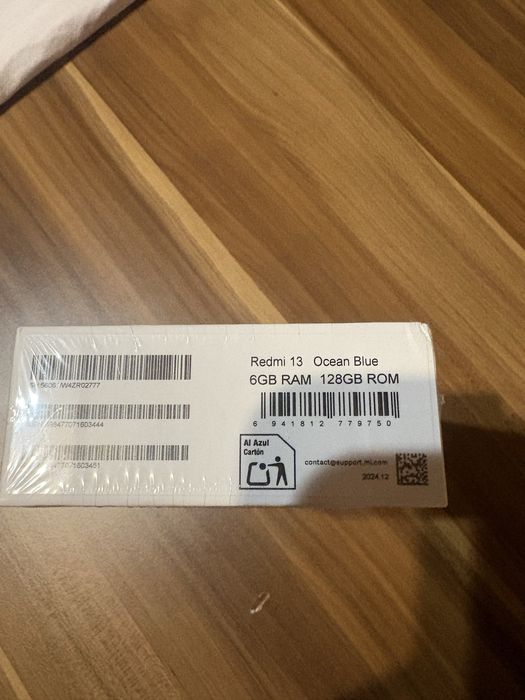 Redmi 13 Ocean Blue
6GB RAM 128GB ROM
6 941812 779750
Al Azul
Cartón
contact@support.mi.com
2024.12